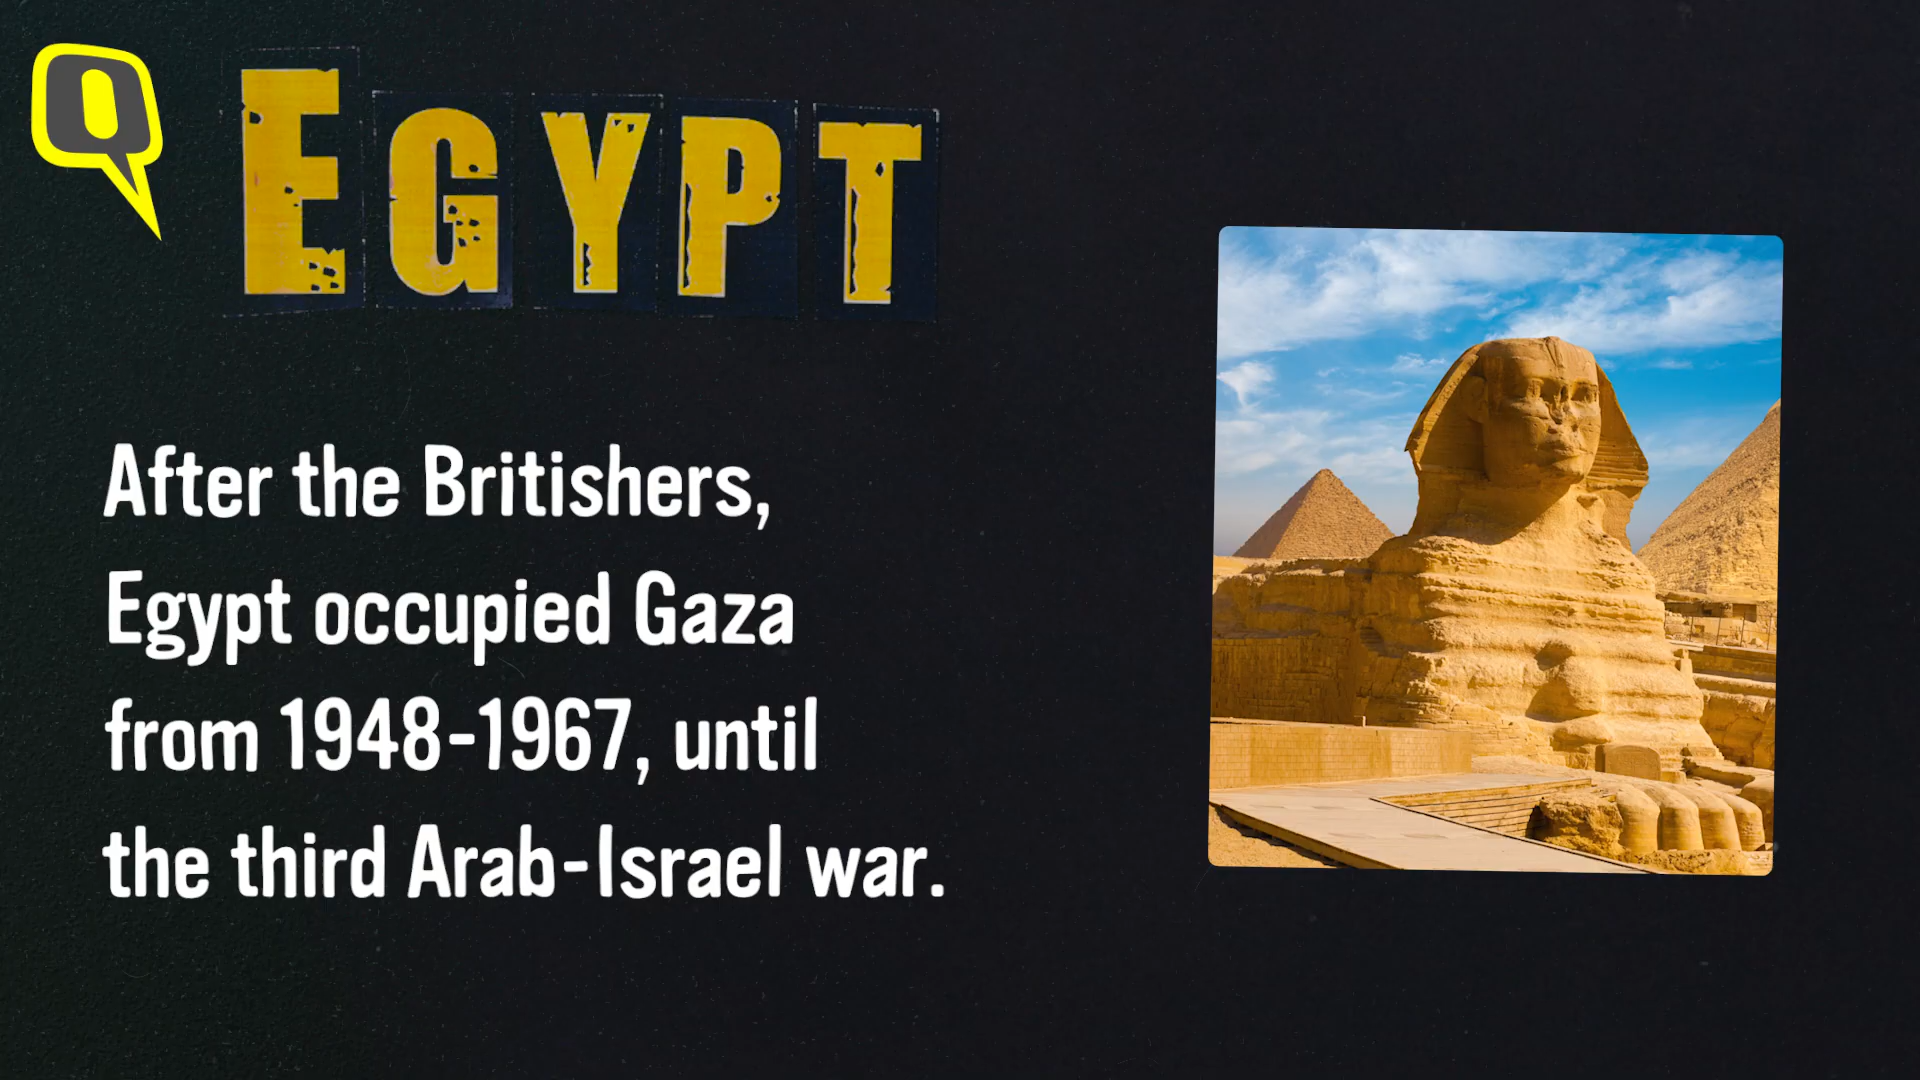 Q
EGYPT
After the Britishers,
Egypt occupied Gaza
from 1948-1967, until
the third Arab-Israel war.